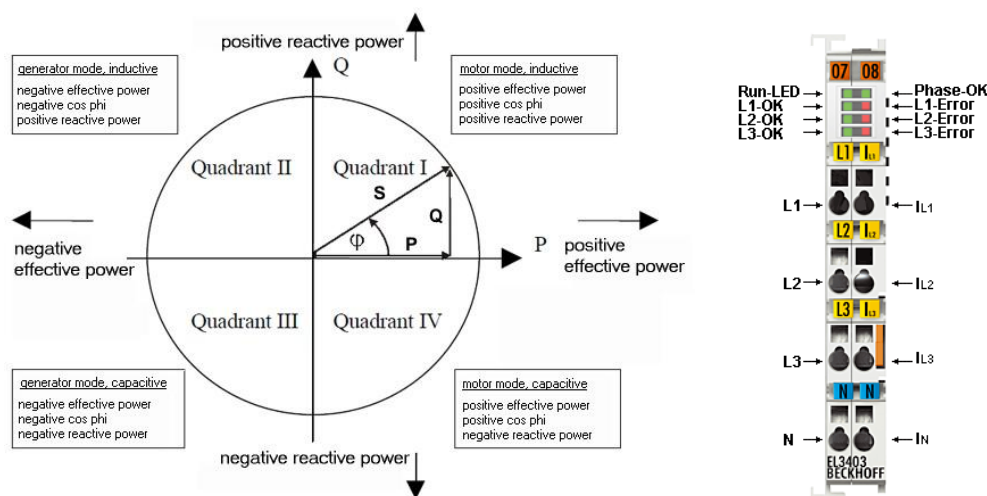 positive reactive power
Q
generator mode, inductive
negative effective power
negative cos phi
positive reactive power
motor mode, inductive
positive effective power
positive cos phi
positive reactive power
Quadrant II
Quadrant I
S
Q
φ
P
P
negative
effective power
positive
effective power
Quadrant III
Quadrant IV
generator mode, capacitive
negative effective power
negative cos phi
negative reactive power
motor mode, capacitive
positive effective power
positive cos phi
negative reactive power
negative reactive power
07 08
Run-LED
Phase-OK
L1-OK
L1-Error
L2-OK
L2-Error
L3-OK
L3-Error
L1 IL1
L1
IL1
L2 IL2
L2
IL2
L3 IL3
L3
IL3
N N
N
IN
EL3403
BECKHOFF